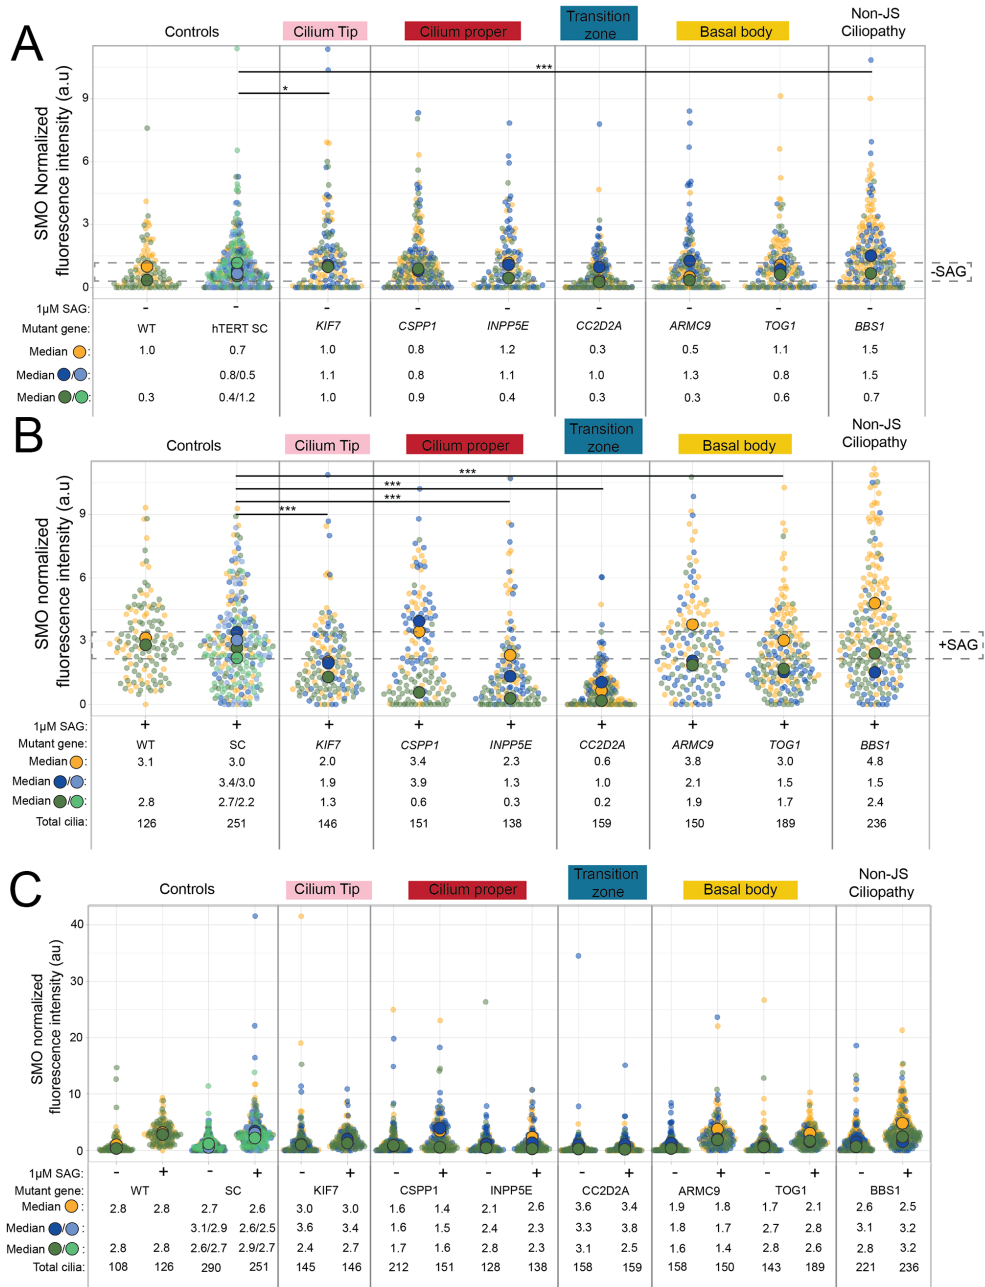 A
Controls
Cilium Tip
Cilium proper
Transition zone
Basal body
Non-JS Ciliopathy
SMO Normalized fluorescence intensity (a.u)
9
6
3
0
***
*
-SAG
1μM SAG: - - - - - - - - -
Mutant gene: WT hTERT SC KIF7 CSPP1 INPP5E CC2D2A ARMC9 TOG1 BBS1
Median : 1.0 0.7 1.0 0.8 1.2 0.3 0.5 1.1 1.5
Median / : 0.8/0.5 1.1 0.8 1.1 1.0 1.3 0.8 1.5
Median / : 0.3 0.4/1.2 1.0 0.9 0.4 0.3 0.3 0.6 0.7
B
Controls
Cilium Tip
Cilium proper
Transition zone
Basal body
Non-JS Ciliopathy
SMO normalized fluorescence intensity (a.u)
9
6
3
0
***
***
***
***
+SAG
1μM SAG: + + + + + + + + +
Mutant gene: WT SC KIF7 CSPP1 INPP5E CC2D2A ARMC9 TOG1 BBS1
Median : 3.1 3.0 2.0 3.4 2.3 0.6 3.8 3.0 4.8
Median / : 3.4/3.0 1.9 3.9 1.3 1.0 2.1 1.5 1.5
Median / : 2.8 2.7/2.2 1.3 0.6 0.3 0.2 1.9 1.7 2.4
Total cilia: 126 251 146 151 138 159 150 189 236
C
Controls
Cilium Tip
Cilium proper
Transition zone
Basal body
Non-JS Ciliopathy
SMO normalized fluorescence intensity (au)
40
30
20
10
0
1μM SAG: - + - + - + - + - + - + - + - + - +
Mutant gene: WT SC KIF7 CSPP1 INPP5E CC2D2A ARMC9 TOG1 BBS1
Median : 2.8 2.8 2.7 2.6 3.0 3.0 1.6 1.4 2.1 2.6 3.6 3.4 1.9 1.8 1.7 2.1 2.6 2.5
Median / : 3.1/2.9 2.6/2.5 3.6 3.4 1.6 1.5 2.4 2.3 3.3 3.8 1.8 1.7 2.7 2.8 3.1 3.2
Median / : 2.8 2.8 2.6/2.7 2.9/2.7 2.4 2.7 1.7 1.6 2.8 2.3 3.1 2.5 1.6 1.4 2.8 2.6 2.8 3.2
Total cilia: 108 126 290 251 145 146 212 151 128 138 158 159 158 150 143 189 221 236